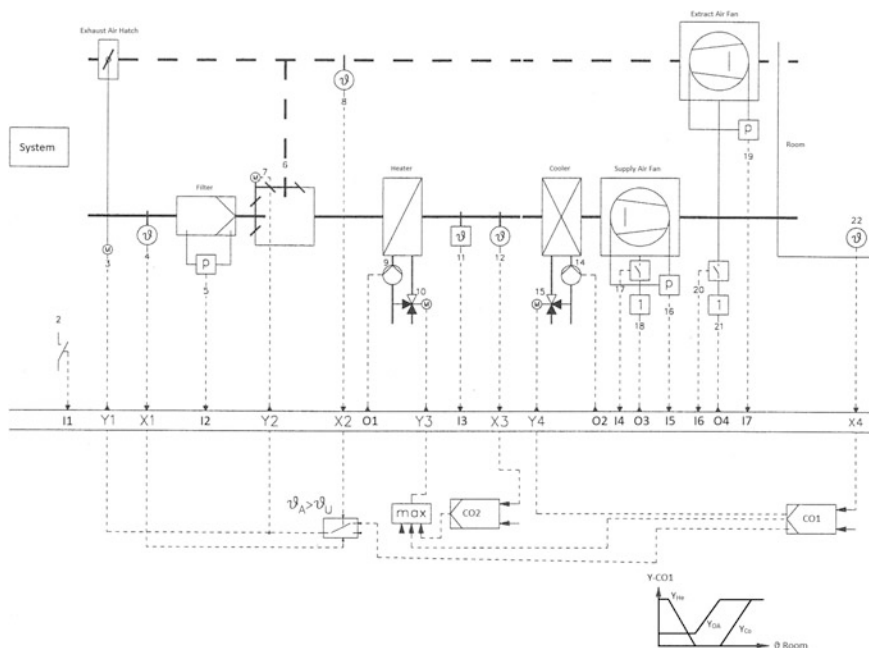 Exhaust Air Hatch
Extract Air Fan
ϑ
8
P
19
System
Room
M
7
6
Filter
Heater
Cooler
Supply Air Fan
22
M
3
ϑ
4
P
5
9
10
M
ϑ
11
ϑ
12
14
15
M
17
P
16
1
18
20
1
21
ϑ
2
I1
Y1
X1
I2
Y2
X2
O1
Y3
I3
X3
Y4
O2
I4
O3
I5
I6
O4
I7
X4
ϑA>ϑU
max
CO2
CO1
Y-CO1
YHe
YOA
YCo
ϑ Room